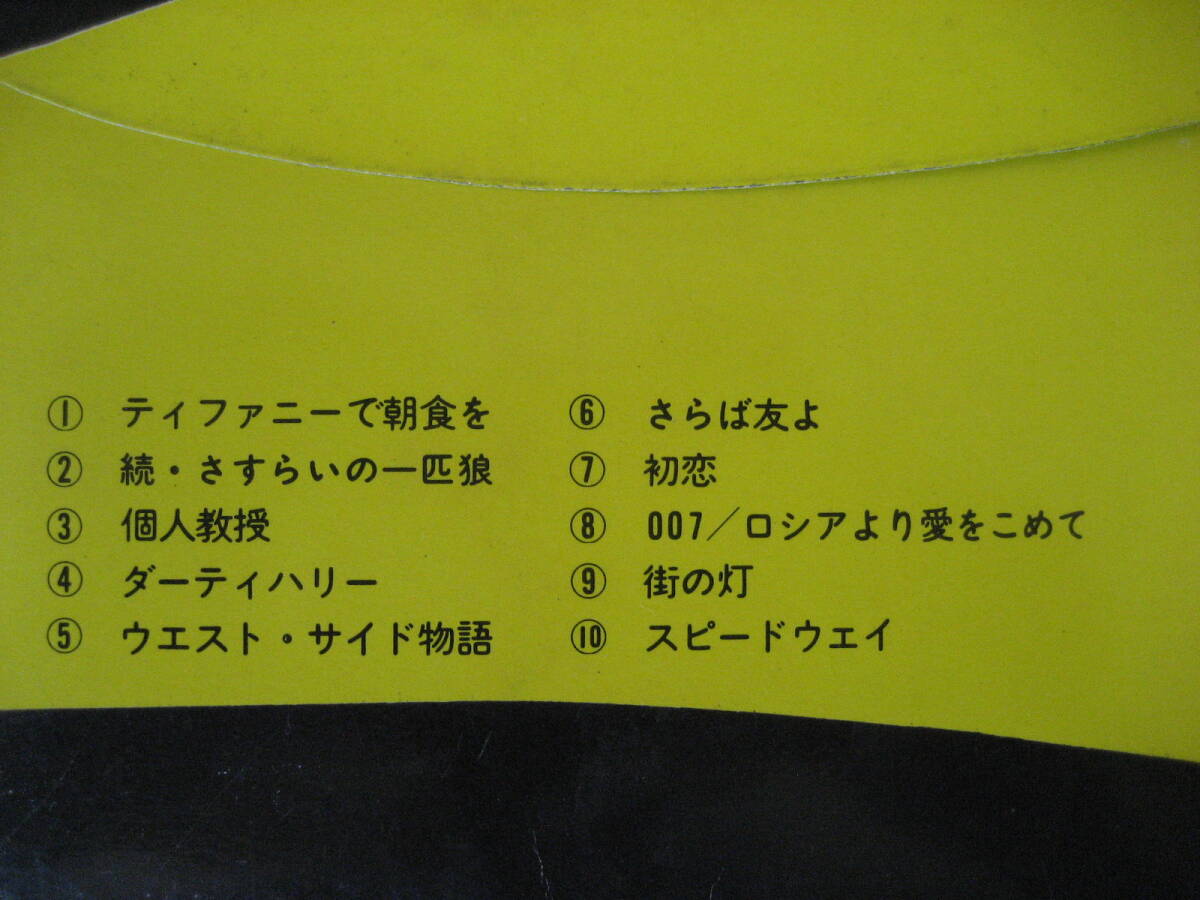 ① ティファニーで朝食を
② 続・さすらいの一匹狼
③ 個人教授
④ ダーティハリー
⑤ ウエスト・サイド物語
⑥ さらば友よ
⑦ 初恋
⑧ 007/ロシアより愛をこめて
⑨ 街の灯
⑩ スピードウェイ